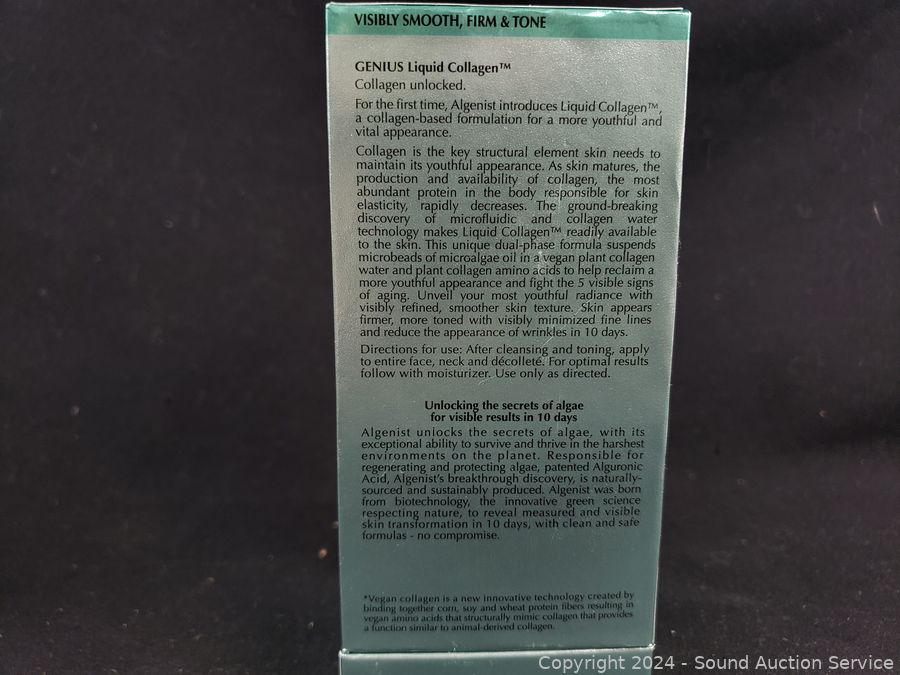 VISIBLY SMOOTH, FIRM & TONE
GENIUS Liquid Collagen™
Collagen unlocked.
For the first time, Algenist introduces Liquid Collagen™,
a collagen-based formulation for a more youthful and
vital appearance.
Collagen is the key structural element skin needs to
maintain its youthful appearance. As skin matures, the
production and availability of collagen, the most
abundant protein in the body responsible for skin
elasticity, rapidly decreases. The ground-breaking
discovery of microfluidic and collagen water
technology makes Liquid Collagen™ readily available
to the skin. This unique dual-phase formula suspends
microbeads of microalgae oil in a vegan plant collagen
water and plant collagen amino acids to help reclaim a
more youthful appearance and fight the 5 visible signs
of aging. Unveil your most youthful radiance with
visibly refined, smoother skin texture. Skin appears
firmer, more toned with visibly minimized fine lines
and reduce the appearance of wrinkles in 10 days.
Directions for use: After cleansing and toning, apply
to entire face, neck and décolleté. For optimal results
follow with moisturizer. Use only as directed.
Unlocking the secrets of algae
for visible results in 10 days
Algenist unlocks the secrets of algae, with its
exceptional ability to survive and thrive in the harshest
environments on the planet. Responsible for
regenerating and protecting algae, patented Alguronic
Acid, Algenist's breakthrough discovery, is naturally-
sourced and sustainably produced. Algenist was born
from biotechnology, the innovative green science
respecting nature, to reveal measured and visible
skin transformation in 10 days, with clean and safe
formulas - no compromise.
*Vegan collagen is a new innovative technology created by
binding together corn, soy and wheat protein fibers resulting in
vegan amino acids that structurally mimic collagen that provides
a function similar to animal-derived collagen.
Copyright 2024 - Sound Auction Service